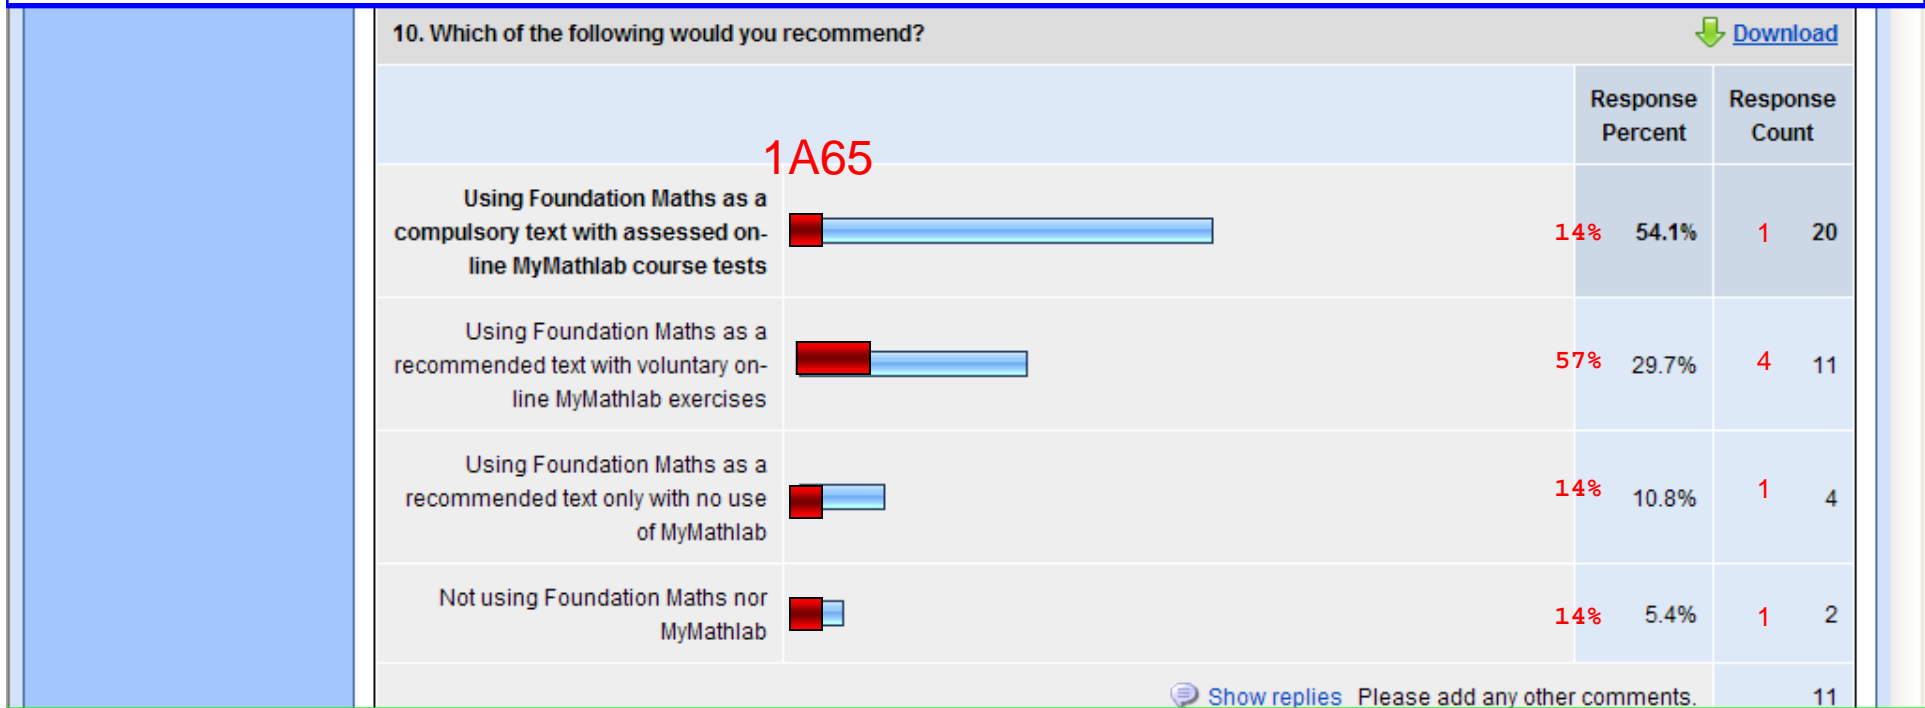 10. Which of the following would you recommend?
Download
Response Percent
Response Count
1A65
Using Foundation Maths as a
compulsory text with assessed on-
line MyMathlab course tests
14% 54.1% 1 20
Using Foundation Maths as a
recommended text with voluntary on-
line MyMathlab exercises
57% 29.7% 4 11
Using Foundation Maths as a
recommended text only with no use
of MyMathlab
14% 10.8% 1 4
Not using Foundation Maths nor
MyMathlab
14% 5.4% 1 2
Show replies Please add any other comments. 11